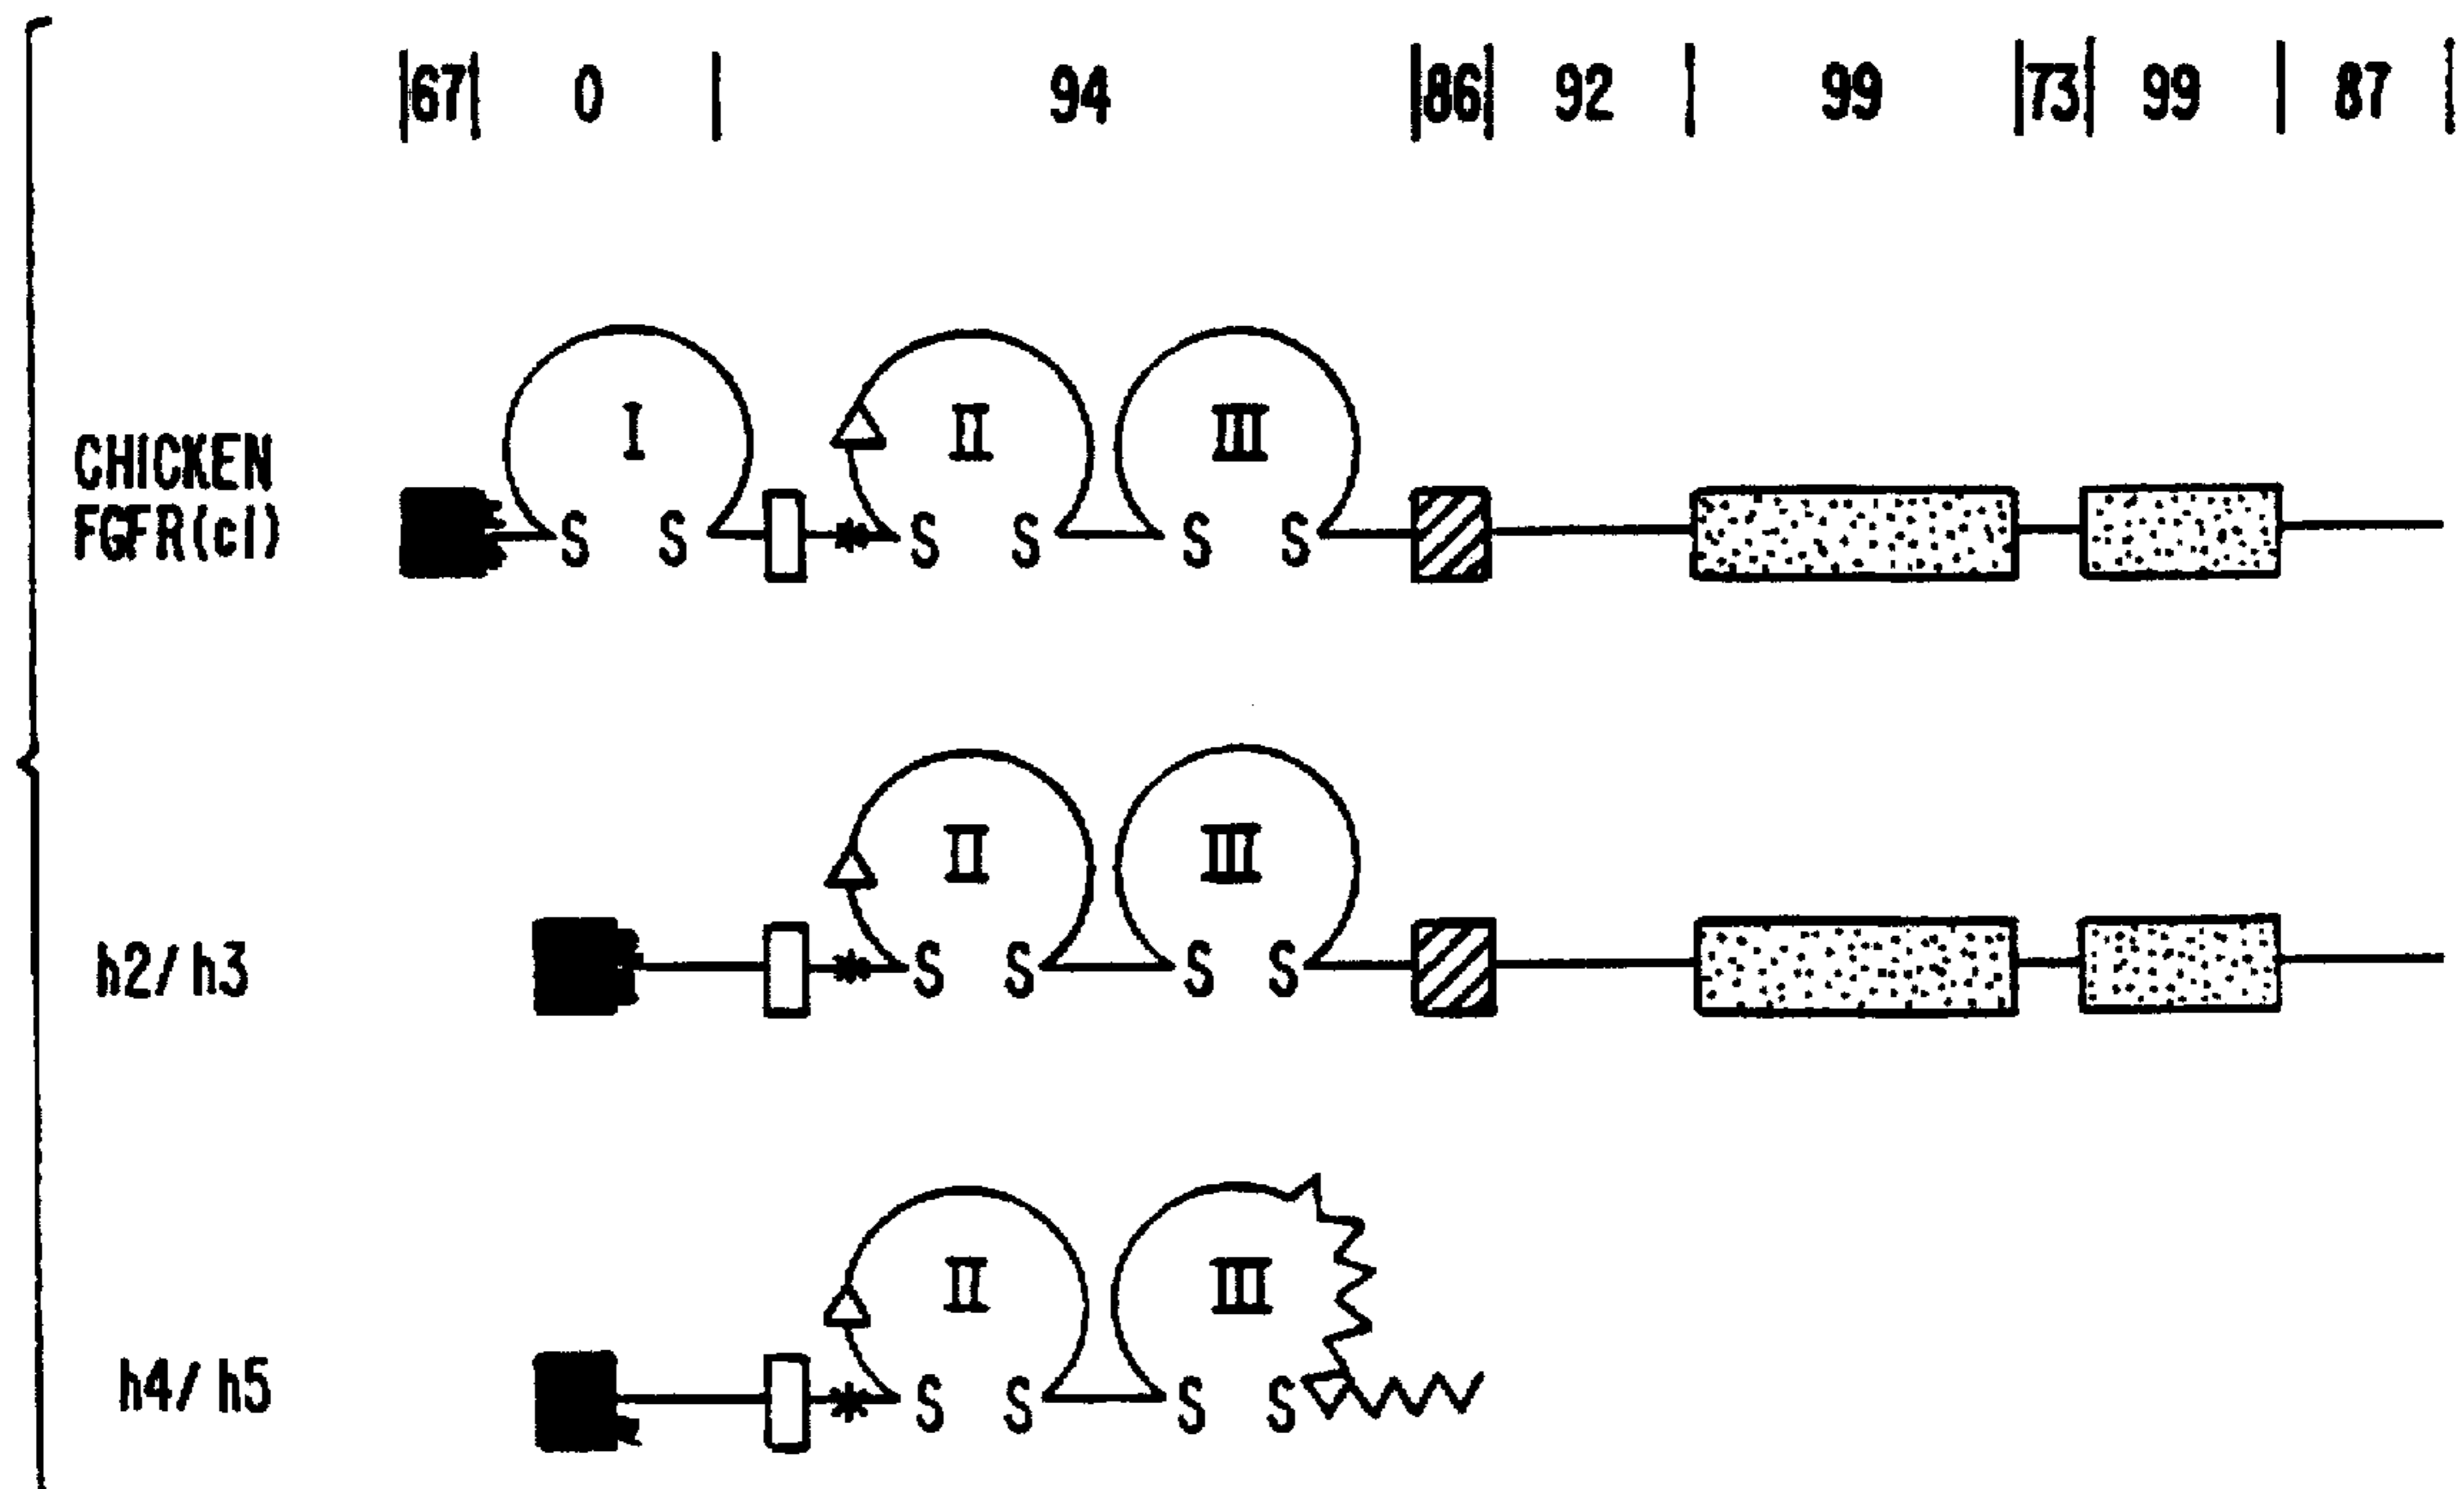 67 0 94 86 92 99 73 99 87
I II III
CHICKEN
FGFR(c1)
S S S S S S
II III
h2/h3
S S S S
II III
h4/h5
S S S S